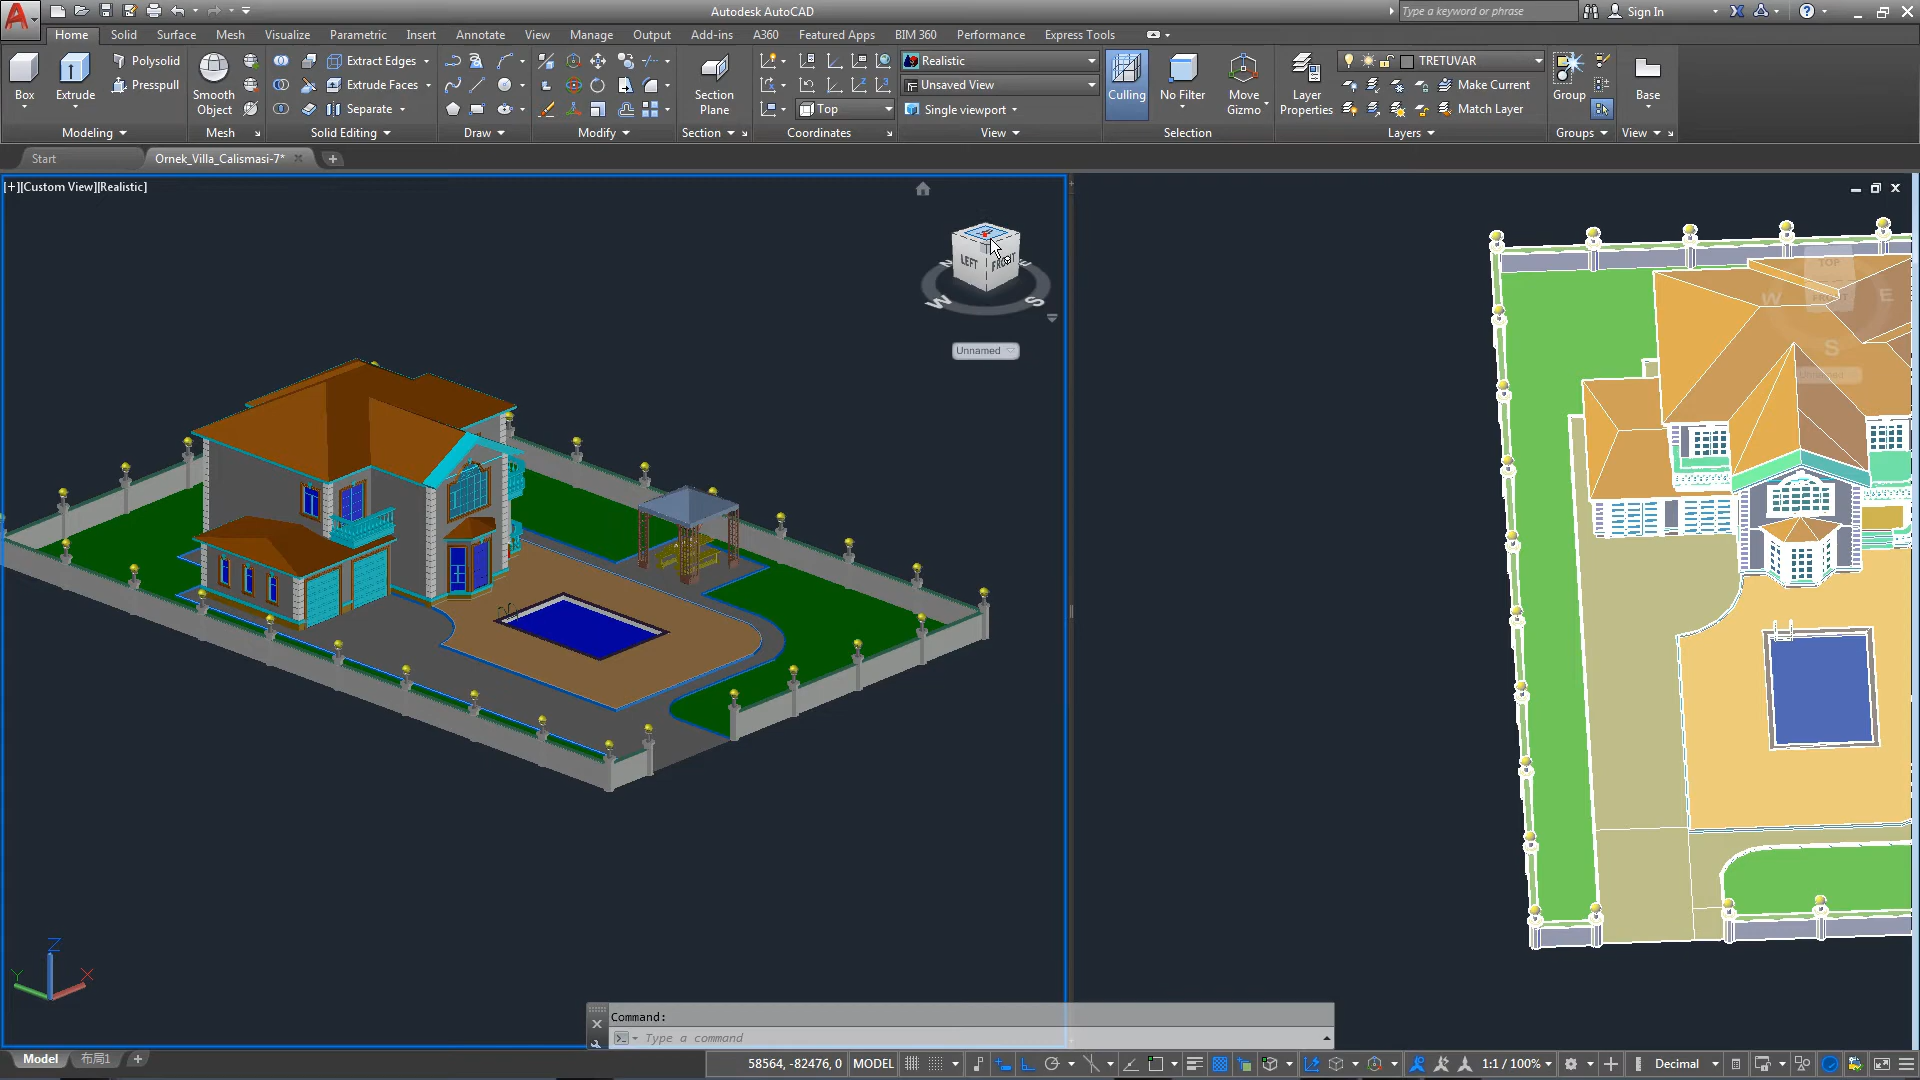 Autodesk AutoCAD
Type a keyword or phrase
Sign In
Home Solid Surface Mesh Visualize Parametric Insert Annotate View Manage Output Add-ins A360 Featured Apps BIM 360 Performance Express Tools
Box
Extrude
Polysolid
Presspull
Smooth Object
Extract Edges
Extrude Faces
Separate
Section Plane
Top
Realistic
Unsaved View
Single viewport
Culling
No Filter
Move Gizmo
Layer Properties
TRETUVAR
Make Current
Match Layer
Group
Base
Modeling Mesh Solid Editing Draw Modify Section Coordinates View Selection Layers Groups View
Start
Ornek_Villa_Calismasi-7*
[+][Custom View][Realistic]
LEFT
FRONT
W
S
Unnamed
TOP
FRONT
W
E
S
Unnamed
Z
Y
X
Command:
Type a command
Model
布局1
58564, -82476, 0
MODEL
1:1 / 100%
Decimal